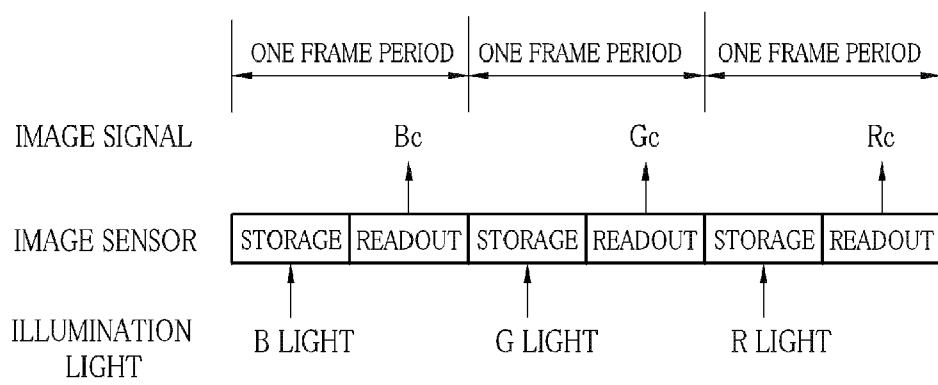 ONE FRAME PERIOD ONE FRAME PERIOD ONE FRAME PERIOD
IMAGE SIGNAL Bc Gc Rc
IMAGE SENSOR STORAGE READOUT STORAGE READOUT STORAGE READOUT
ILLUMINATION LIGHT B LIGHT G LIGHT R LIGHT